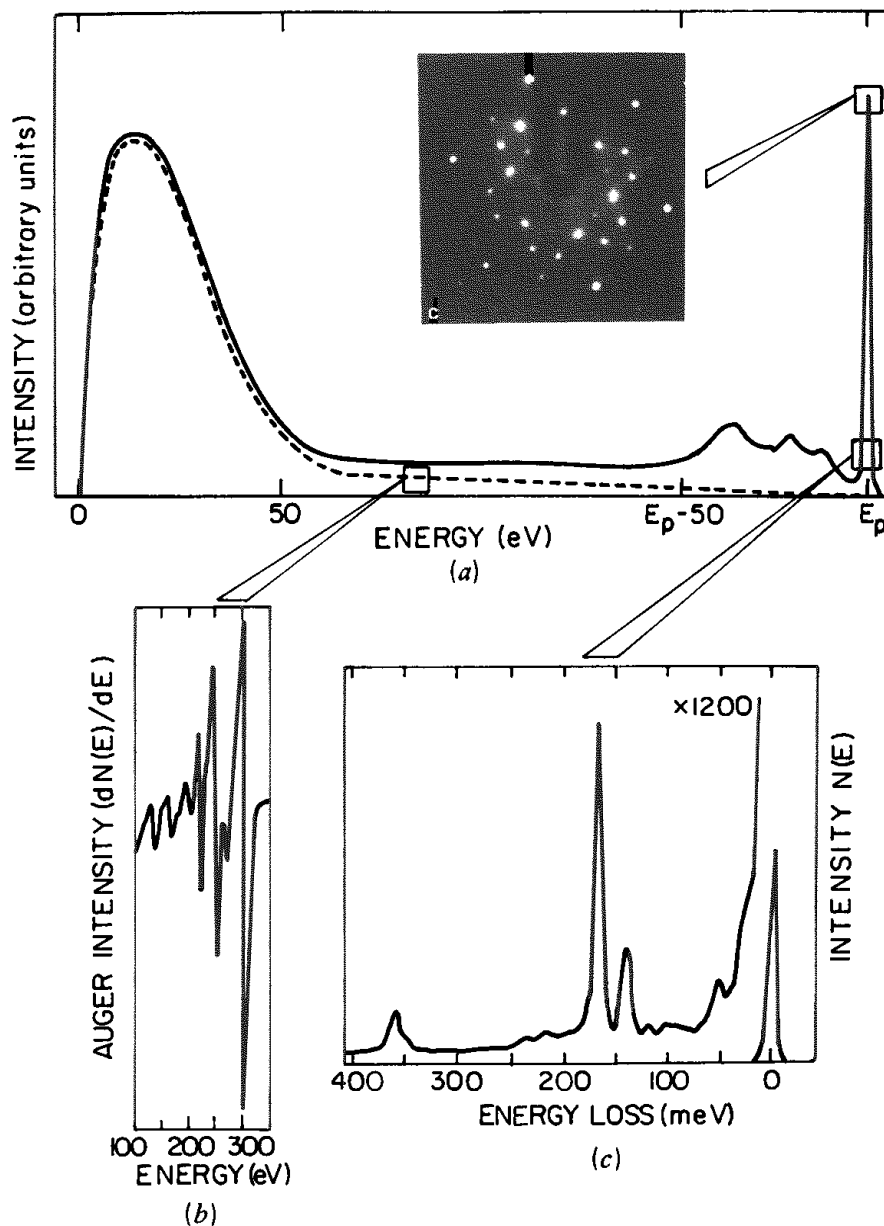 INTENSITY (arbitrary units)
c
0
50
Ep-50
Ep
ENERGY (eV)
(a)
AUGER INTENSITY (dN(E)/dE)
100
200
300
ENERGY (eV)
(b)
×1200
INTENSITY N(E)
400
300
200
100
0
ENERGY LOSS (meV)
(c)